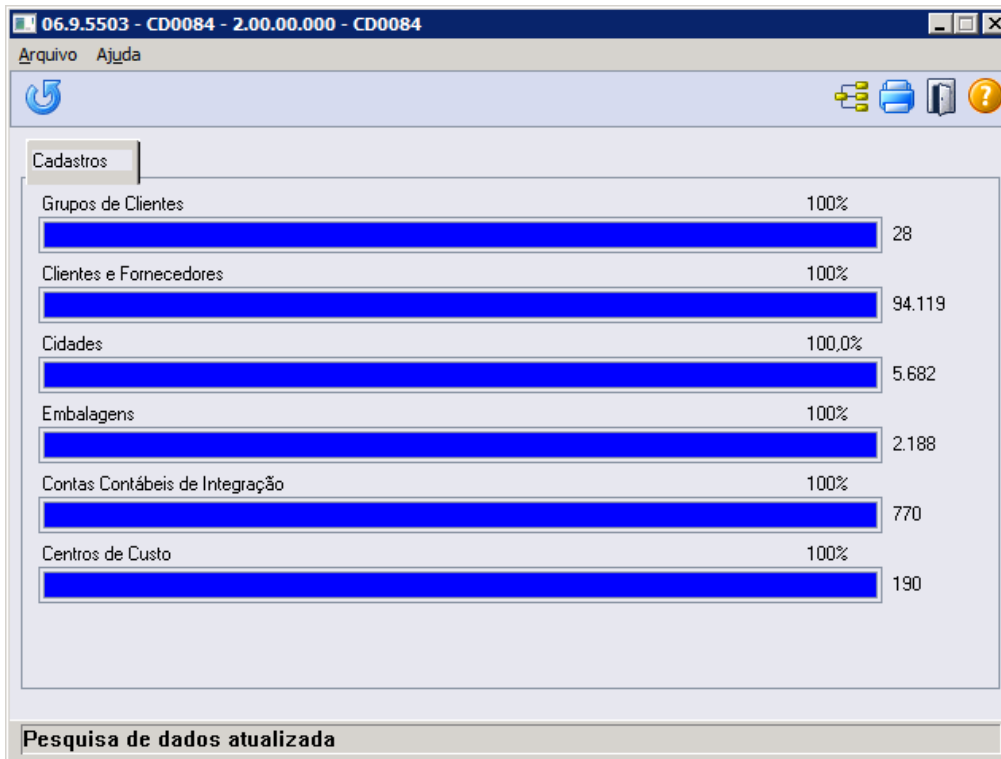 06.9.5503 - CD0084 - 2.00.00.000 - CD0084
Arquivo Ajuda
?
Cadastros
Grupos de Clientes 100%
28
Clientes e Fornecedores 100%
94.119
Cidades 100,0%
5.682
Embalagens 100%
2.188
Contas Contábeis de Integração 100%
770
Centros de Custo 100%
190
Pesquisa de dados atualizada